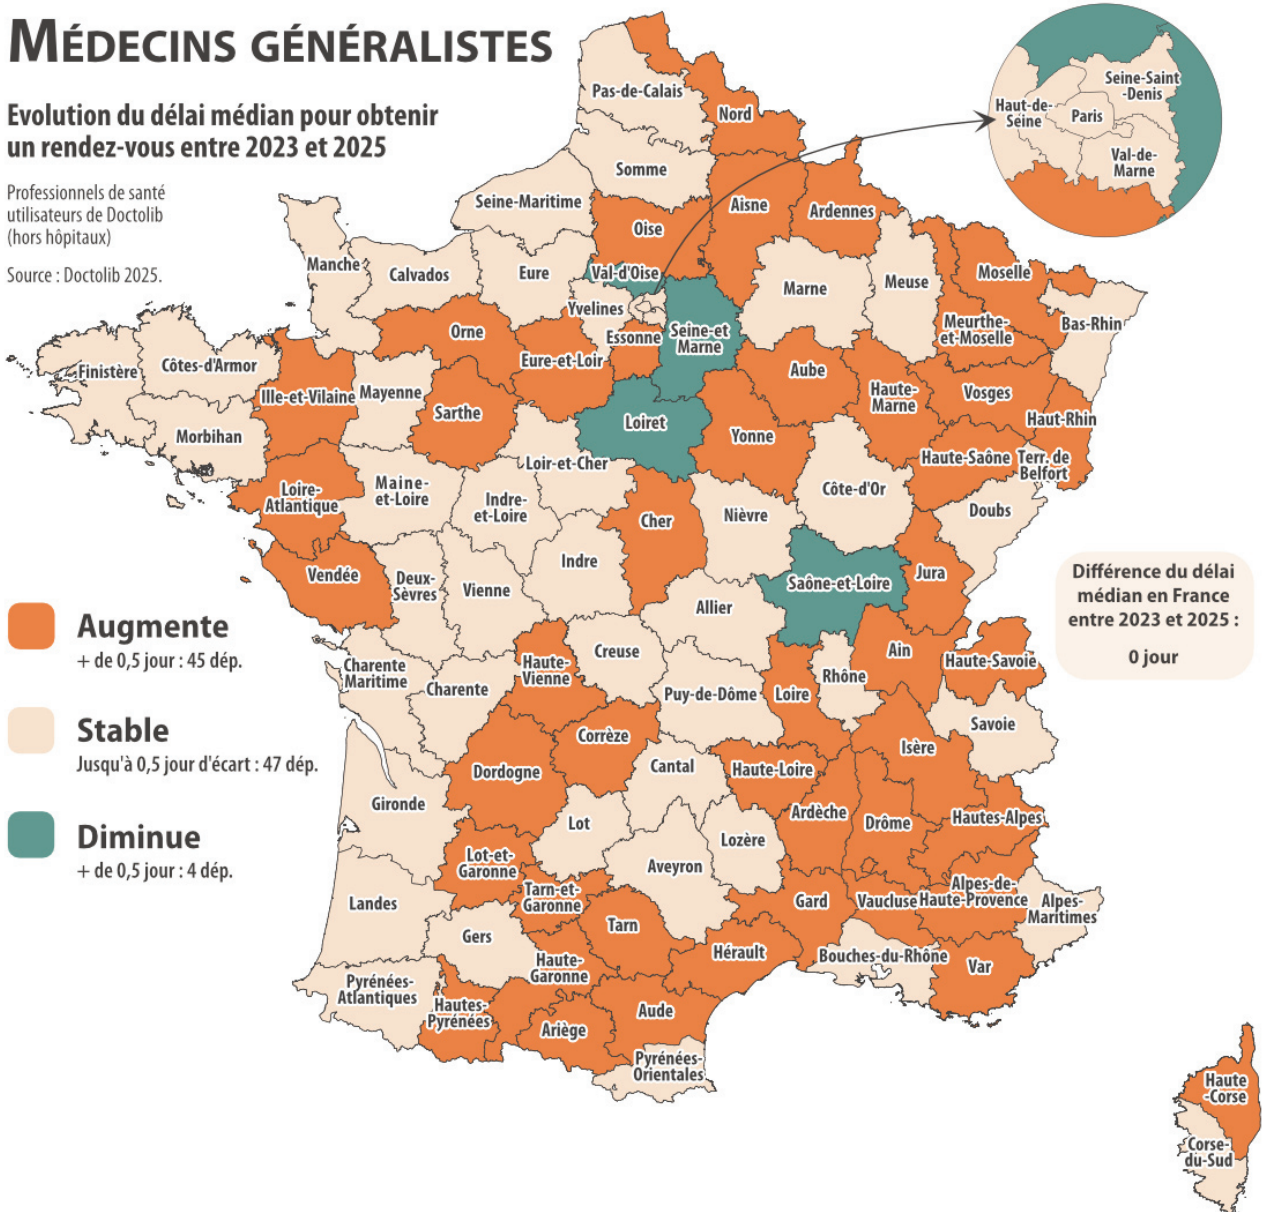 MÉDECINS GÉNÉRALISTES
Evolution du délai médian pour obtenir
un rendez-vous entre 2023 et 2025
Professionnels de santé
utilisateurs de Doctolib
(hors hôpitaux)
Source : Doctolib 2025.
Haut-de-
Seine
Paris
Seine-Saint
-Denis
Val-de-
Marne
Pas-de-Calais
Nord
Somme
Seine-Maritime
Aisne
Ardennes
Oise
Manche
Calvados
Eure
Val-d'Oise
Marne
Meuse
Moselle
Yvelines
Essonne
Seine-et
Marne
Meurthe-
et-Moselle
Bas-Rhin
Orne
Eure-et-Loir
Finistère
Côtes-d'Armor
Ille-et-Vilaine
Mayenne
Sarthe
Aube
Haute-
Marne
Vosges
Haut-Rhin
Morbihan
Loiret
Yonne
Loir-et-Cher
Haute-Saône
Terr. de
Belfort
Loire-
Atlantique
Maine-
et-Loire
Indre-
et-Loire
Cher
Nièvre
Côte-d'Or
Doubs
Vendée
Deux-
Sèvres
Vienne
Indre
Allier
Saône-et-Loire
Jura
Différence du délai
médian en France
entre 2023 et 2025 :
0 jour
Augmente
+ de 0,5 jour : 45 dép.
Stable
Jusqu'à 0,5 jour d'écart : 47 dép.
Diminue
+ de 0,5 jour : 4 dép.
Charente
Maritime
Charente
Haute-
Vienne
Creuse
Puy-de-Dôme
Loire
Rhône
Ain
Haute-Savoie
Savoie
Corrèze
Dordogne
Cantal
Haute-Loire
Isère
Gironde
Lot
Lozère
Ardèche
Drôme
Hautes-Alpes
Lot-et-
Garonne
Aveyron
Landes
Tarn-et-
Garonne
Tarn
Gard
Vaucluse
Alpes-de-
Haute-Provence
Alpes-
Maritimes
Gers
Haute-
Garonne
Hérault
Bouches-du-Rhône
Var
Pyrénées-
Atlantiques
Hautes-
Pyrénées
Ariège
Aude
Pyrénées-
Orientales
Haute
-Corse
Corse-
du-Sud